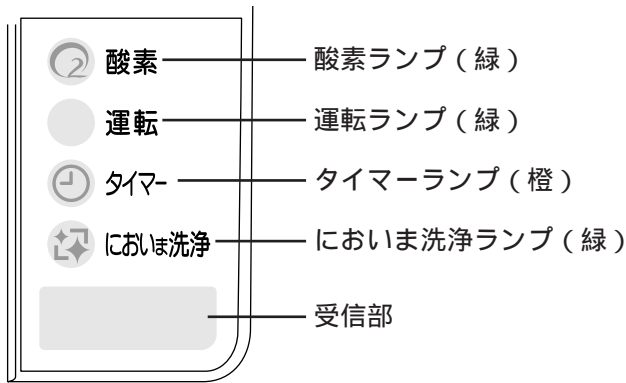 酸素 酸素ランプ(緑)
運転 運転ランプ(緑)
タイマー タイマーランプ(橙)
においま洗浄 においま洗浄ランプ(緑)
受信部